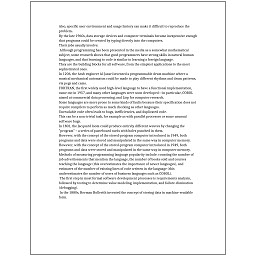 Also, specific user environment and usage history can make it difficult to reproduce the
problem.
By the late 1960s, data storage devices and computer terminals became inexpensive enough
that programs could be created by typing directly into the computers.
Their jobs usually involve:
Although programming has been presented in the media as a somewhat mathematical
subject, some research shows that good programmers have strong skills in natural human
languages, and that learning to code is similar to learning a foreign language.
They are the building blocks for all software, from the simplest applications to the most
sophisticated ones.
In 1206, the Arab engineer Al-Jazari invented a programmable drum machine where a
musical mechanical automaton could be made to play different rhythms and drum patterns,
via pegs and cams.
FORTRAN, the first widely used high-level language to have a functional implementation,
came out in 1957, and many other languages were soon developed—in particular, COBOL
aimed at commercial data processing, and Lisp for computer research.
Some languages are more prone to some kinds of faults because their specification does not
require compilers to perform as much checking as other languages.
Unreadable code often leads to bugs, inefficiencies, and duplicated code.
This can be a non-trivial task, for example as with parallel processes or some unusual
software bugs.
In 1801, the Jacquard loom could produce entirely different weaves by changing the
"program" – a series of pasteboard cards with holes punched in them.
However, with the concept of the stored-program computer introduced in 1949, both
programs and data were stored and manipulated in the same way in computer memory.
However, with the concept of the stored-program computer introduced in 1949, both
programs and data were stored and manipulated in the same way in computer memory.
Methods of measuring programming language popularity include: counting the number of
job advertisements that mention the language, the number of books sold and courses
teaching the language (this overestimates the importance of newer languages), and
estimates of the number of existing lines of code written in the language (this
underestimates the number of users of business languages such as COBOL).
The first step in most formal software development processes is requirements analysis,
followed by testing to determine value modeling, implementation, and failure elimination
(debugging).
In the 1880s, Herman Hollerith invented the concept of storing data in machine-readable
form.